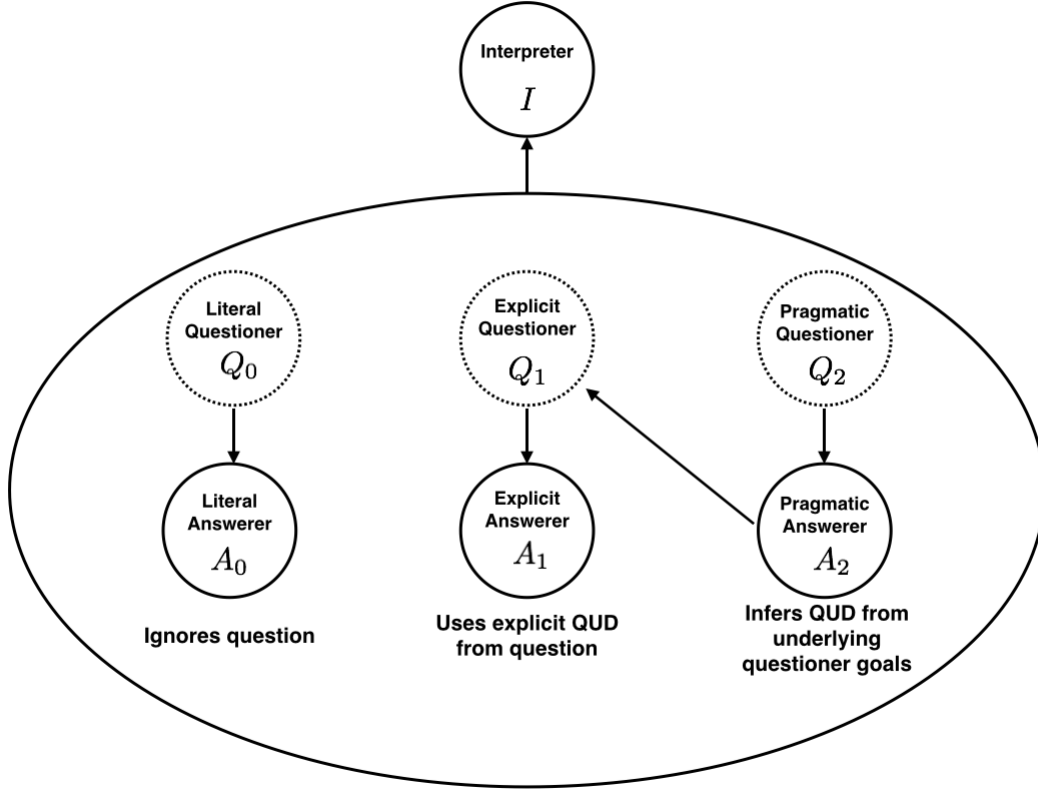 Interpreter
I
Literal
Questioner
Q₀
Explicit
Questioner
Q₁
Pragmatic
Questioner
Q₂
Literal
Answerer
A₀
Explicit
Answerer
A₁
Pragmatic
Answerer
A₂
Ignores question
Uses explicit QUD
from question
Infers QUD from
underlying
questioner goals